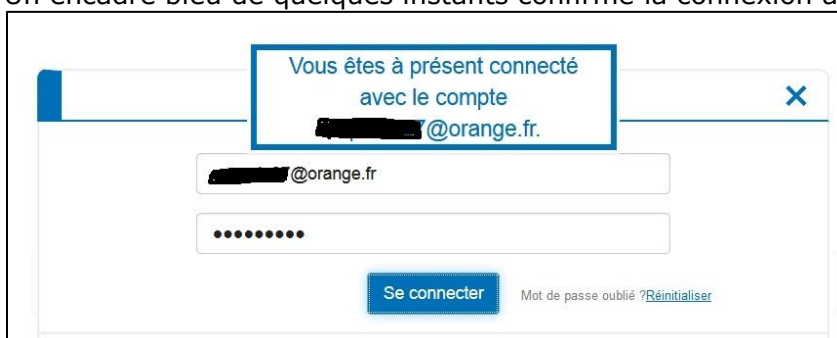 Un encadré bleu de quelques instants confirme la connexion a
Vous êtes à présent connecté
avec le compte
7@orange.fr.
@orange.fr
•••••••••
Se connecter
Mot de passe oublié ?Réinitialiser